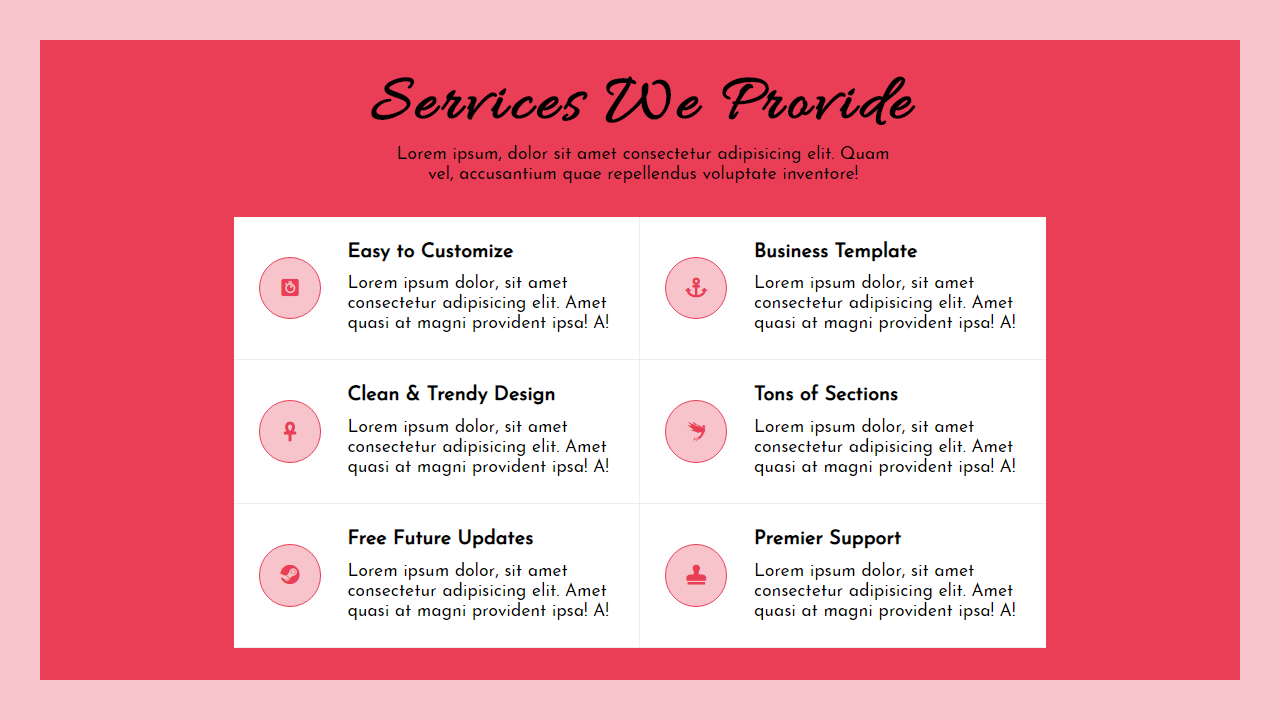 Services We Provide
Lorem ipsum, dolor sit amet consectetur adipisicing elit. Quam
vel, accusantium quae repellendus voluptate inventore!
Easy to Customize
Lorem ipsum dolor, sit amet
consectetur adipisicing elit. Amet
quasi at magni provident ipsa! A!
Business Template
Lorem ipsum dolor, sit amet
consectetur adipisicing elit. Amet
quasi at magni provident ipsa! A!
Clean & Trendy Design
Lorem ipsum dolor, sit amet
consectetur adipisicing elit. Amet
quasi at magni provident ipsa! A!
Tons of Sections
Lorem ipsum dolor, sit amet
consectetur adipisicing elit. Amet
quasi at magni provident ipsa! A!
Free Future Updates
Lorem ipsum dolor, sit amet
consectetur adipisicing elit. Amet
quasi at magni provident ipsa! A!
Premier Support
Lorem ipsum dolor, sit amet
consectetur adipisicing elit. Amet
quasi at magni provident ipsa! A!